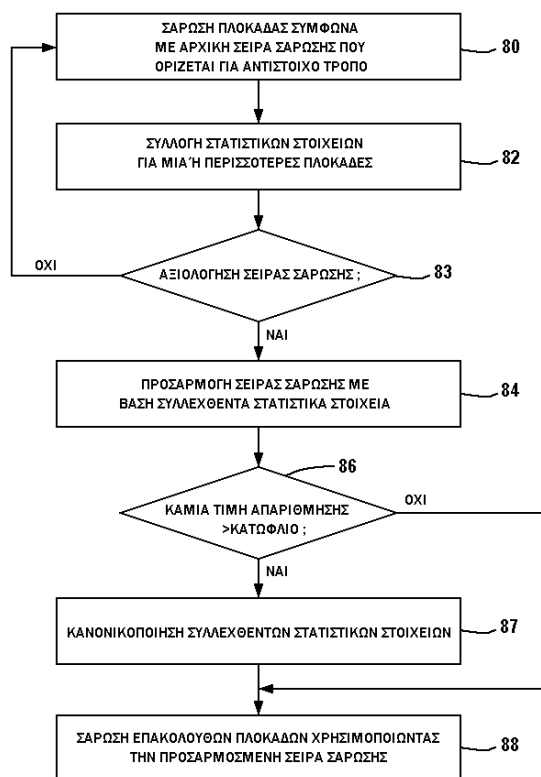 ΣΑΡΩΣΗ ΠΛΟΚΑΔΑΣ ΣΥΜΦΩΝΑ
ΜΕ ΑΡΧΙΚΗ ΣΕΙΡΑ ΣΑΡΩΣΗΣ ΠΟΥ
ΟΡΙΖΕΤΑΙ ΓΙΑ ΑΝΤΙΣΤΟΙΧΟ ΤΡΟΠΟ
80
ΣΥΛΛΟΓΗ ΣΤΑΤΙΣΤΙΚΩΝ ΣΤΟΙΧΕΙΩΝ
ΓΙΑ ΜΙΑ Ή ΠΕΡΙΣΣΟΤΕΡΕΣ ΠΛΟΚΑΔΕΣ
82
ΟΧΙ
ΑΞΙΟΛΟΓΗΣΗ ΣΕΙΡΑΣ ΣΑΡΩΣΗΣ ;
83
ΝΑΙ
ΠΡΟΣΑΡΜΟΓΗ ΣΕΙΡΑΣ ΣΑΡΩΣΗΣ ΜΕ
ΒΑΣΗ ΣΥΛΛΕΧΘΕΝΤΑ ΣΤΑΤΙΣΤΙΚΑ ΣΤΟΙΧΕΙΑ
84
86
ΚΑΜΙΑ ΤΙΜΗ ΑΠΑΡΙΘΜΗΣΗΣ
>ΚΑΤΩΦΛΙΟ ;
ΟΧΙ
ΝΑΙ
ΚΑΝΟΝΙΚΟΠΟΙΗΣΗ ΣΥΛΛΕΧΘΕΝΤΩΝ ΣΤΑΤΙΣΤΙΚΩΝ ΣΤΟΙΧΕΙΩΝ
87
ΣΑΡΩΣΗ ΕΠΑΚΟΛΟΥΘΩΝ ΠΛΟΚΑΔΩΝ ΧΡΗΣΙΜΟΠΟΙΩΝΤΑΣ
ΤΗΝ ΠΡΟΣΑΡΜΟΣΜΕΝΗ ΣΕΙΡΑ ΣΑΡΩΣΗΣ
88